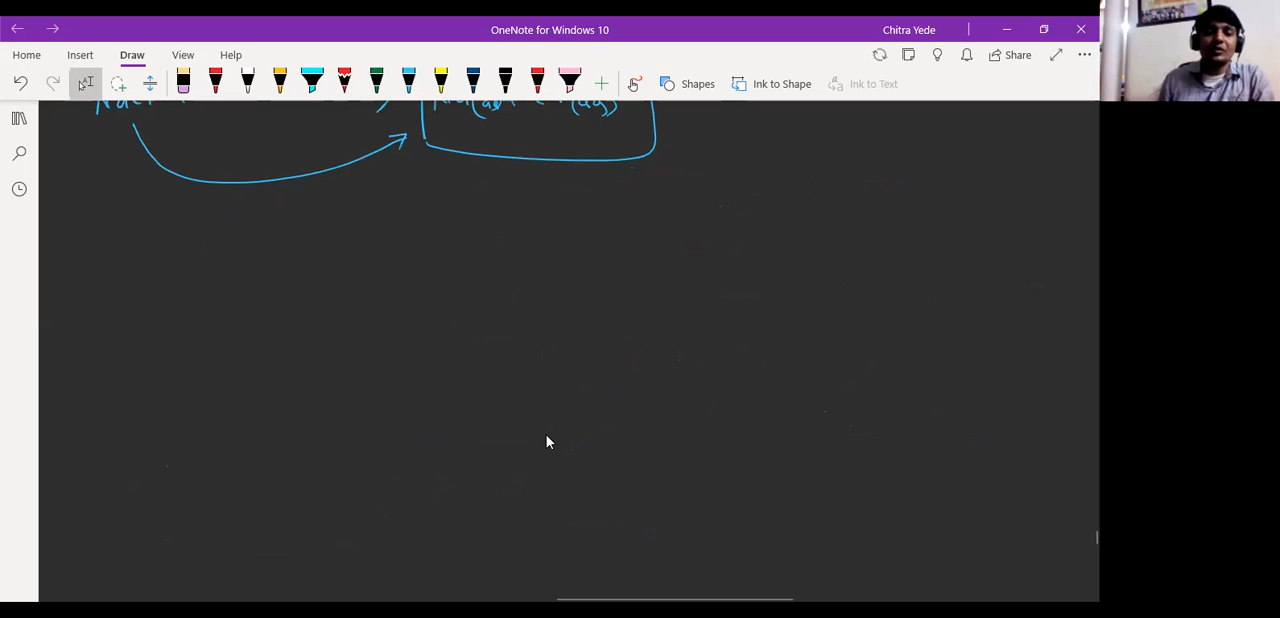 OneNote for Windows 10
Chitra Yede
Home Insert Draw View Help
Share
Shapes Ink to Shape Ink to Text